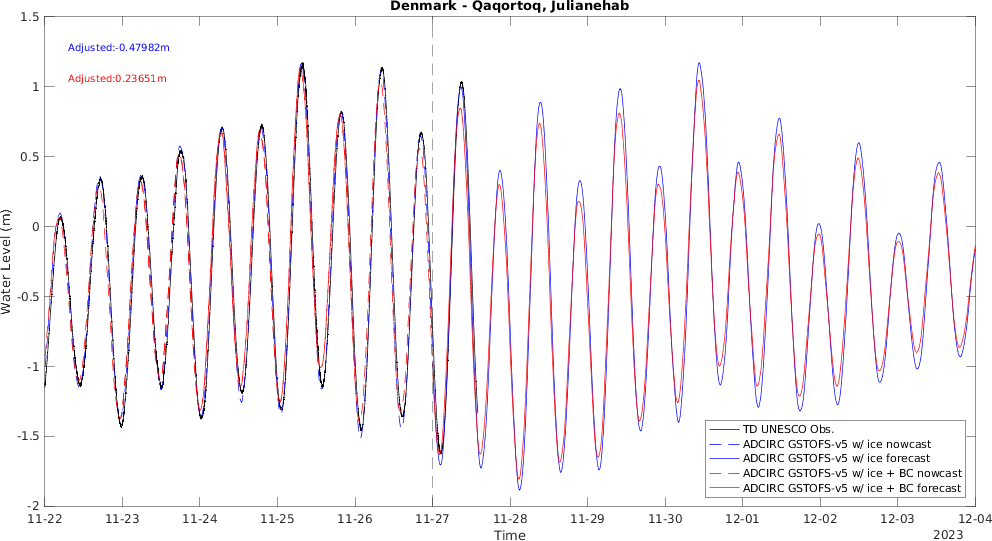 Denmark - Qaqortoq, Julianehab
Adjusted:-0.47982m
Adjusted:0.23651m
Water Level (m)
1.5
1
0.5
0
-0.5
-1
-1.5
-2
TD UNESCO Obs.
ADCIRC GSTOFS-v5 w/ ice nowcast
ADCIRC GSTOFS-v5 w/ ice forecast
ADCIRC GSTOFS-v5 w/ ice + BC nowcast
ADCIRC GSTOFS-v5 w/ ice + BC forecast
11-22 11-23 11-24 11-25 11-26 11-27 11-28 11-29 11-30 12-01 12-02 12-03 12-04
Time
2023